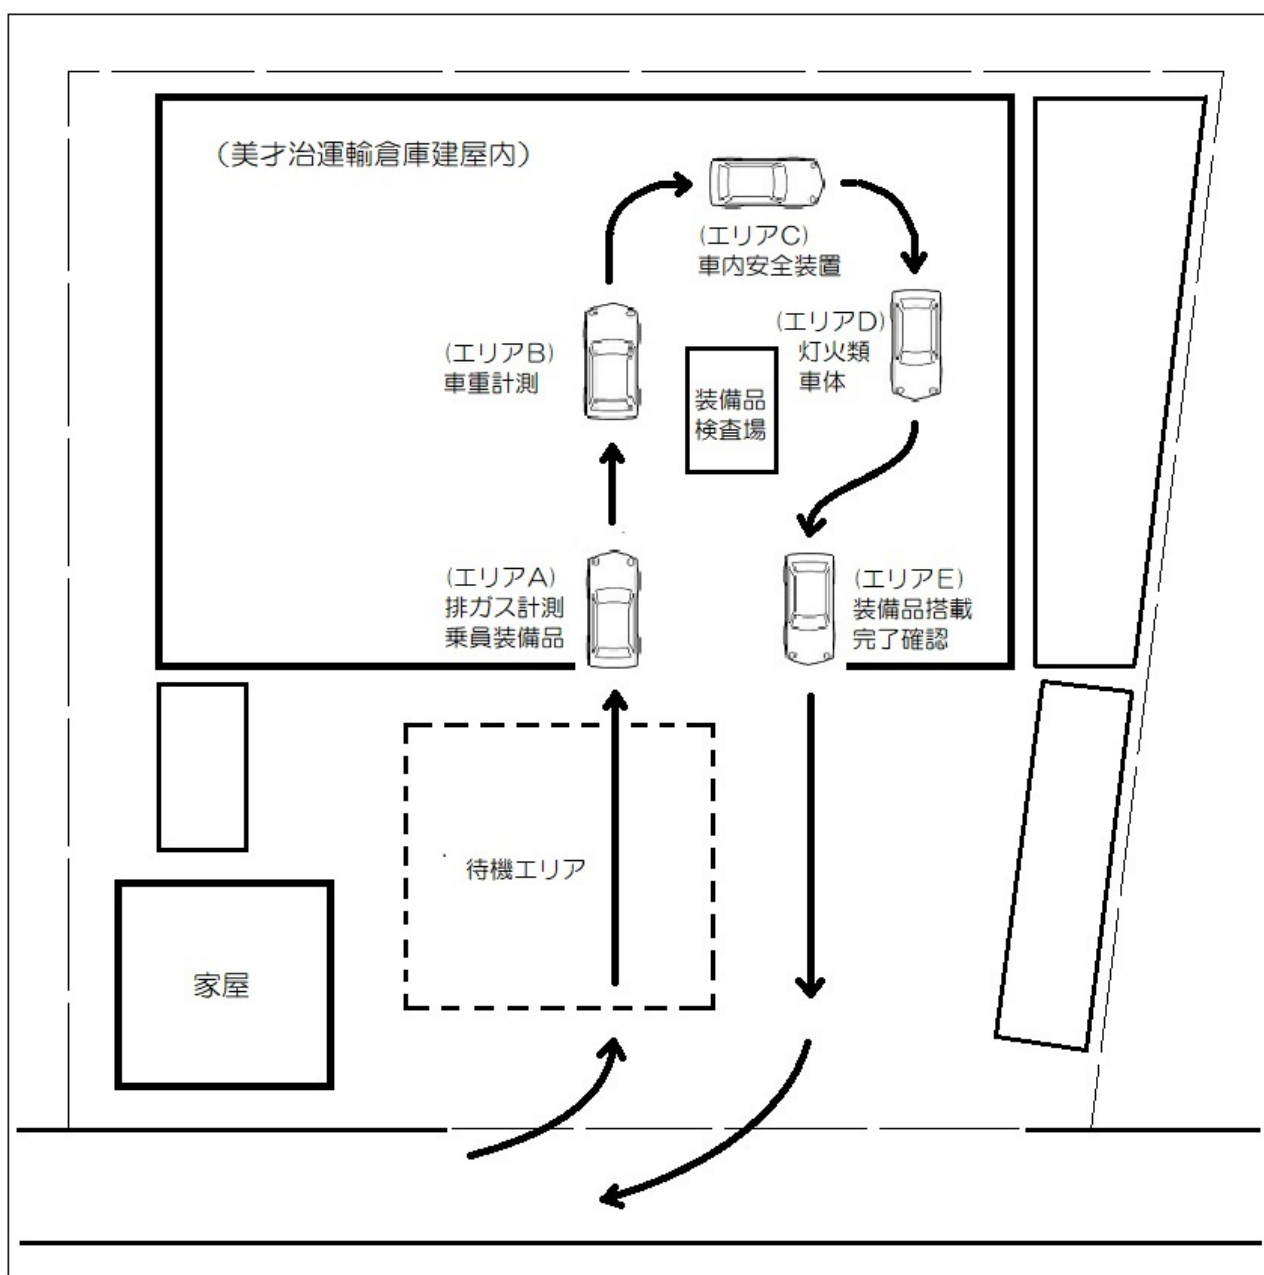 （美才治運輸倉庫建屋内）
(エリアC)
車内安全装置
(エリアB)
車重計測
(エリアD)
灯火類
車体
装備品
検査場
(エリアA)
排ガス計測
乗員装備品
(エリアE)
装備品搭載
完了確認
待機エリア
家屋